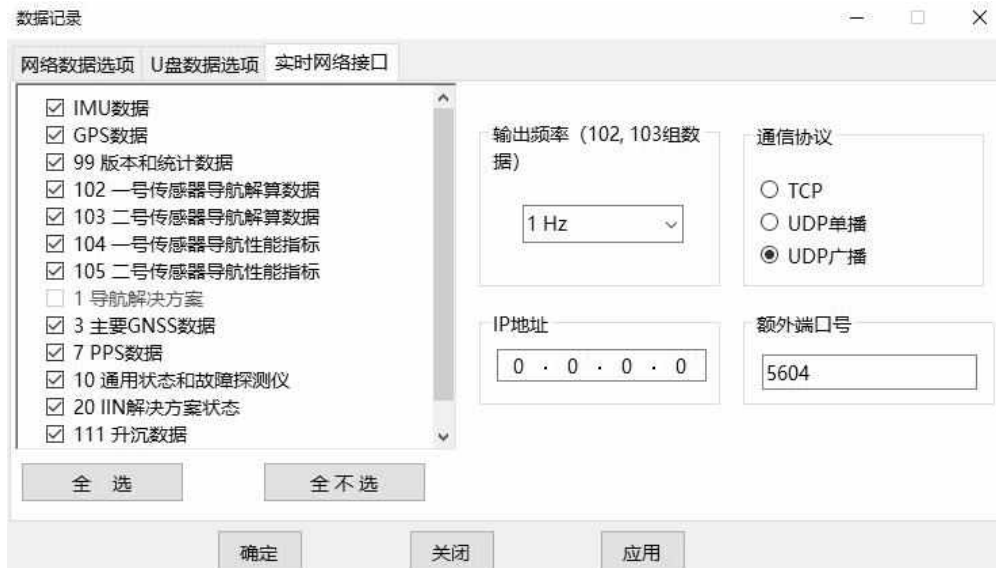 数据记录
网络数据选项 U盘数据选项 实时网络接口
IMU数据
GPS数据
99 版本和统计数据
102 一号传感器导航解算数据
103 二号传感器导航解算数据
104 一号传感器导航性能指标
105 二号传感器导航性能指标
1 导航解决方案
3 主要GNSS数据
7 PPS数据
10 通用状态和故障探测仪
20 IIN解决方案状态
111 升沉数据
全 选 全不选
输出频率（102, 103组数
据）
1 Hz
通信协议
TCP
UDP单播
UDP广播
IP地址
0 . 0 . 0 . 0
额外端口号
5604
确定 关闭 应用